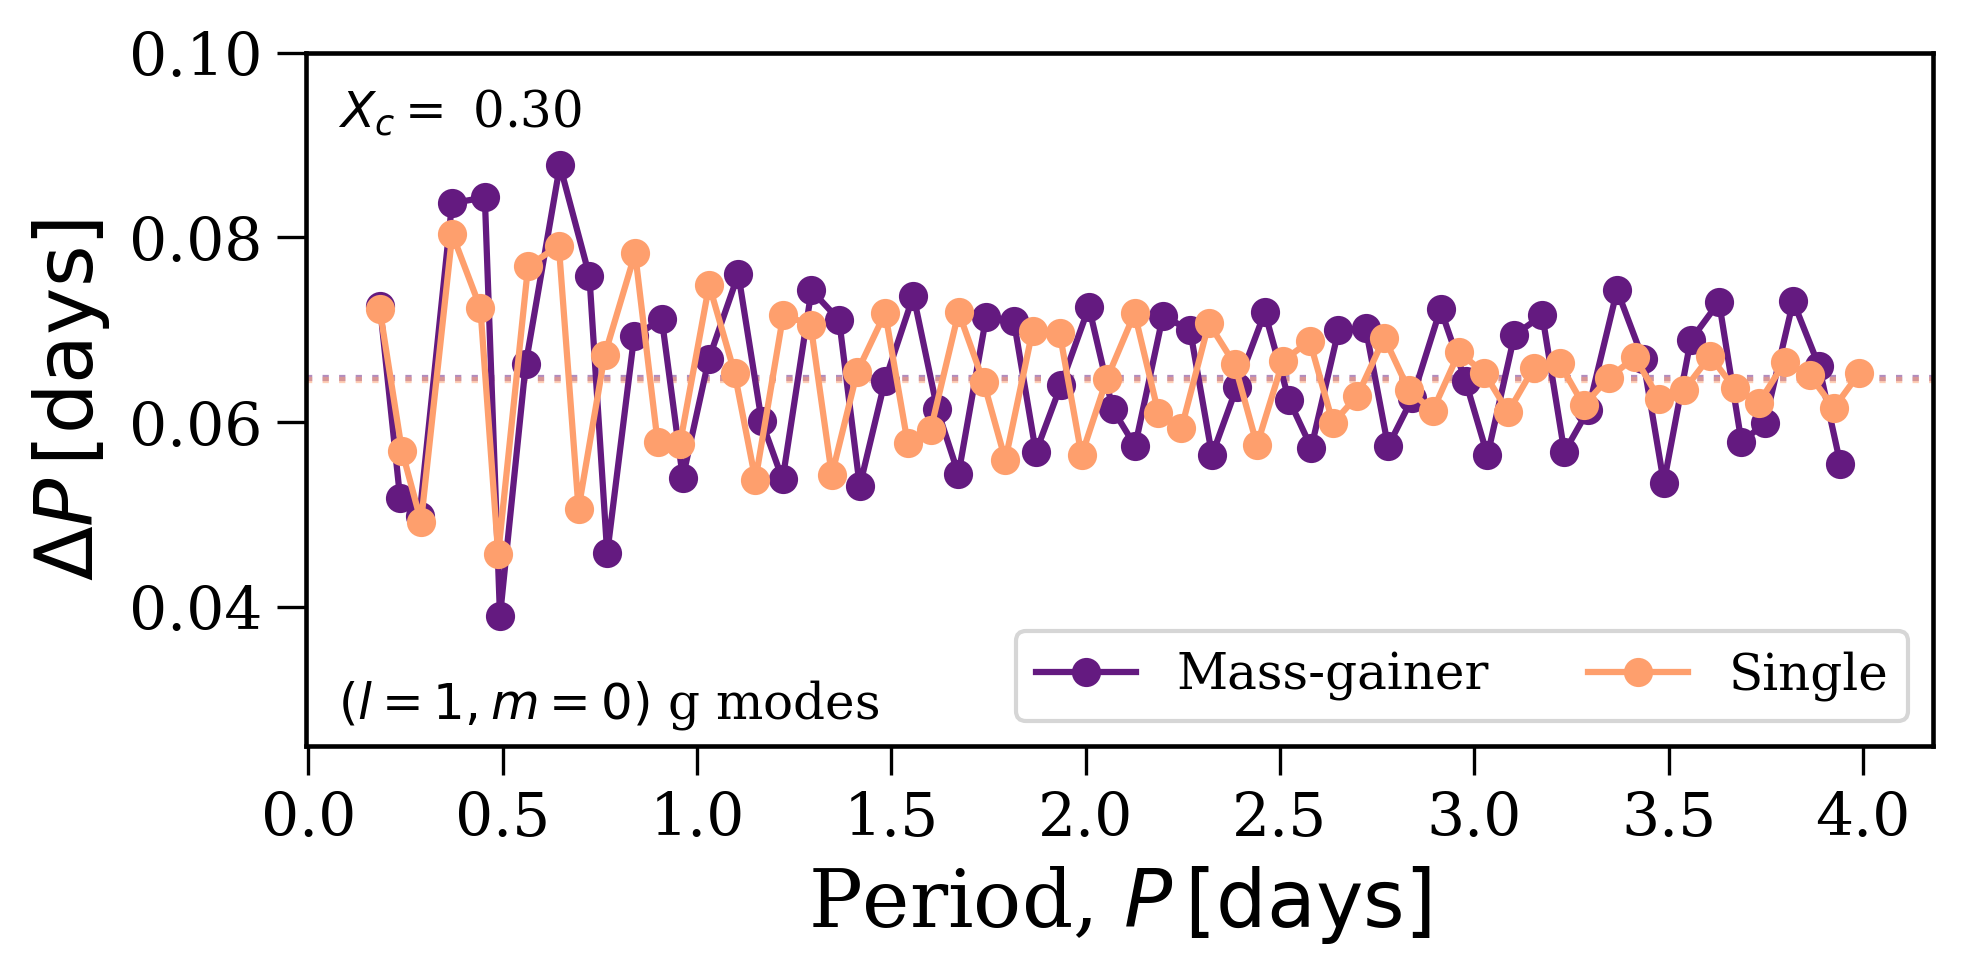 0.10
0.08
0.06
0.04
ΔP [days]
X_c = 0.30
(l = 1, m = 0) g modes
Mass-gainer
Single
0.0 0.5 1.0 1.5 2.0 2.5 3.0 3.5 4.0
Period, P [days]